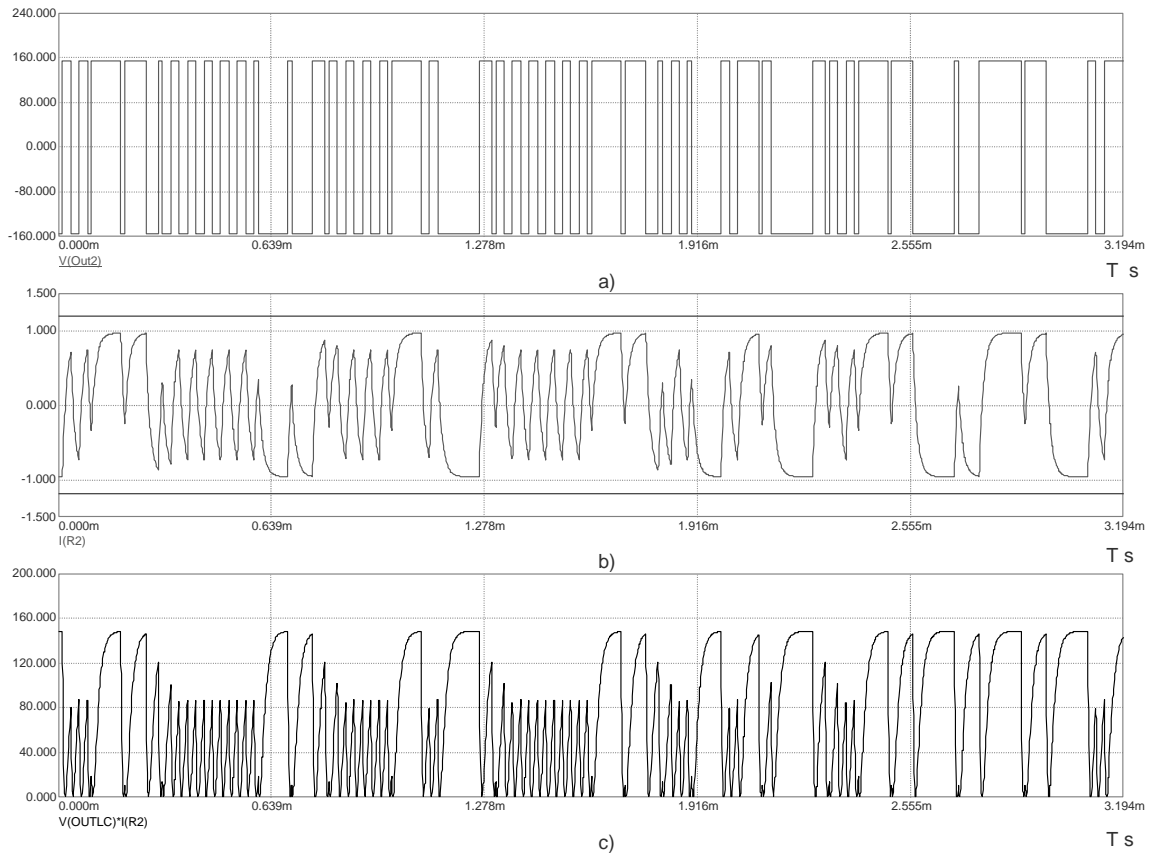 240.000
160.000
80.000
0.000
-80.000
-160.000
0.000m 0.639m 1.278m 1.916m 2.555m 3.194m
V(Out2)
T s
a)
1.500
1.000
0.000
-1.000
-1.500
0.000m 0.639m 1.278m 1.916m 2.555m 3.194m
I(R2)
T s
b)
200.000
160.000
120.000
80.000
40.000
0.000
0.000m 0.639m 1.278m 1.916m 2.555m 3.194m
V(OUTLC)*I(R2)
T s
c)